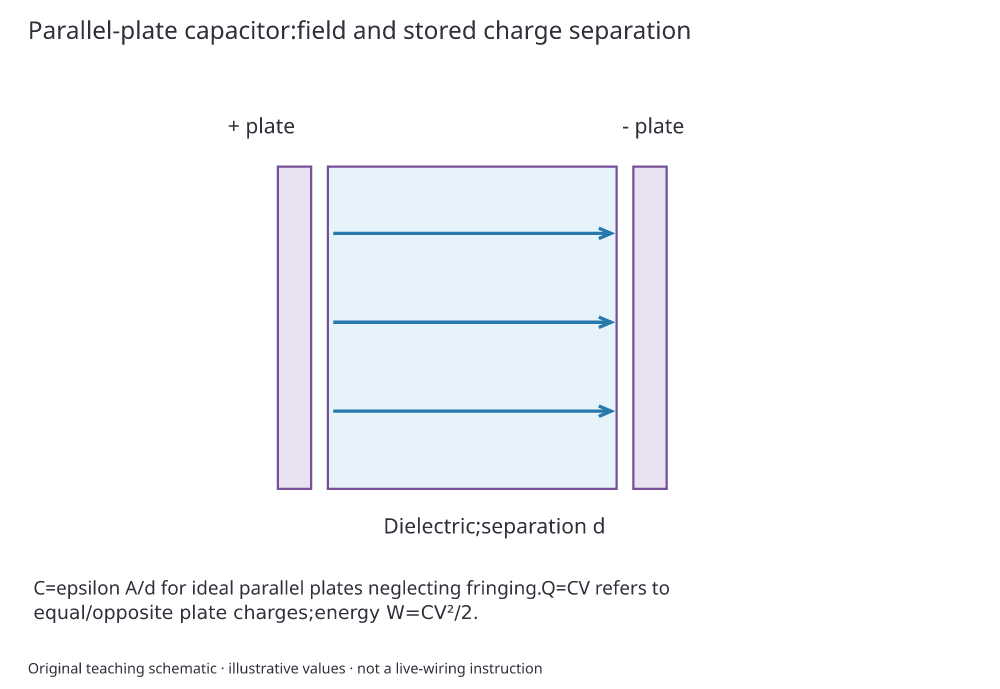 Parallel-plate capacitor:field and stored charge separation
+ plate
- plate
Dielectric;separation d
C=epsilon A/d for ideal parallel plates neglecting fringing.Q=CV refers to
equal/opposite plate charges;energy W=CV²/2.
Original teaching schematic · illustrative values · not a live-wiring instruction